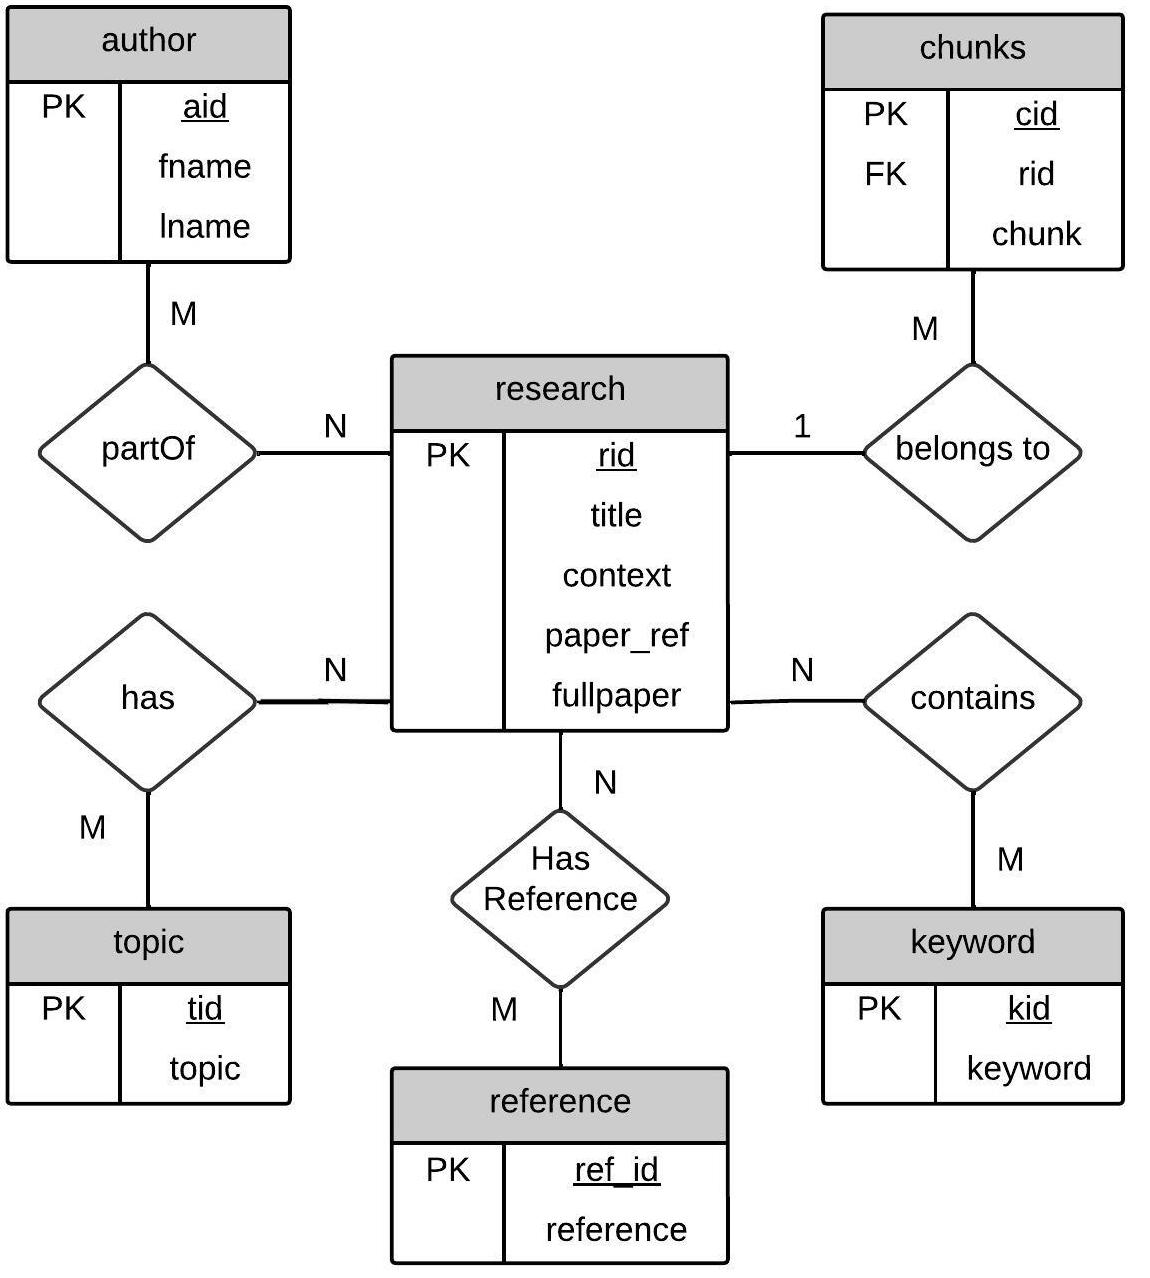 author
PK aid
fname
lname
chunks
PK cid
FK rid
chunk
M
M
partOf
N
research
PK rid
title
context
paper_ref
fullpaper
1
belongs to
has
N
N
contains
M
N
M
Has
Reference
M
topic
PK tid
topic
keyword
PK kid
keyword
reference
PK ref_id
reference